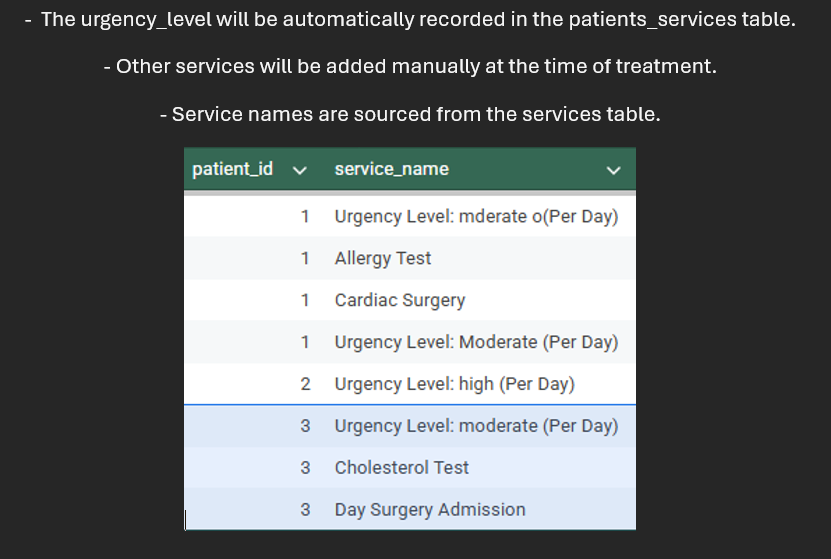 - The urgency_level will be automatically recorded in the patients_services table.
- Other services will be added manually at the time of treatment.
- Service names are sourced from the services table.
patient_id service_name
1 Urgency Level: mderate o(Per Day)
1 Allergy Test
1 Cardiac Surgery
1 Urgency Level: Moderate (Per Day)
2 Urgency Level: high (Per Day)
3 Urgency Level: moderate (Per Day)
3 Cholesterol Test
3 Day Surgery Admission